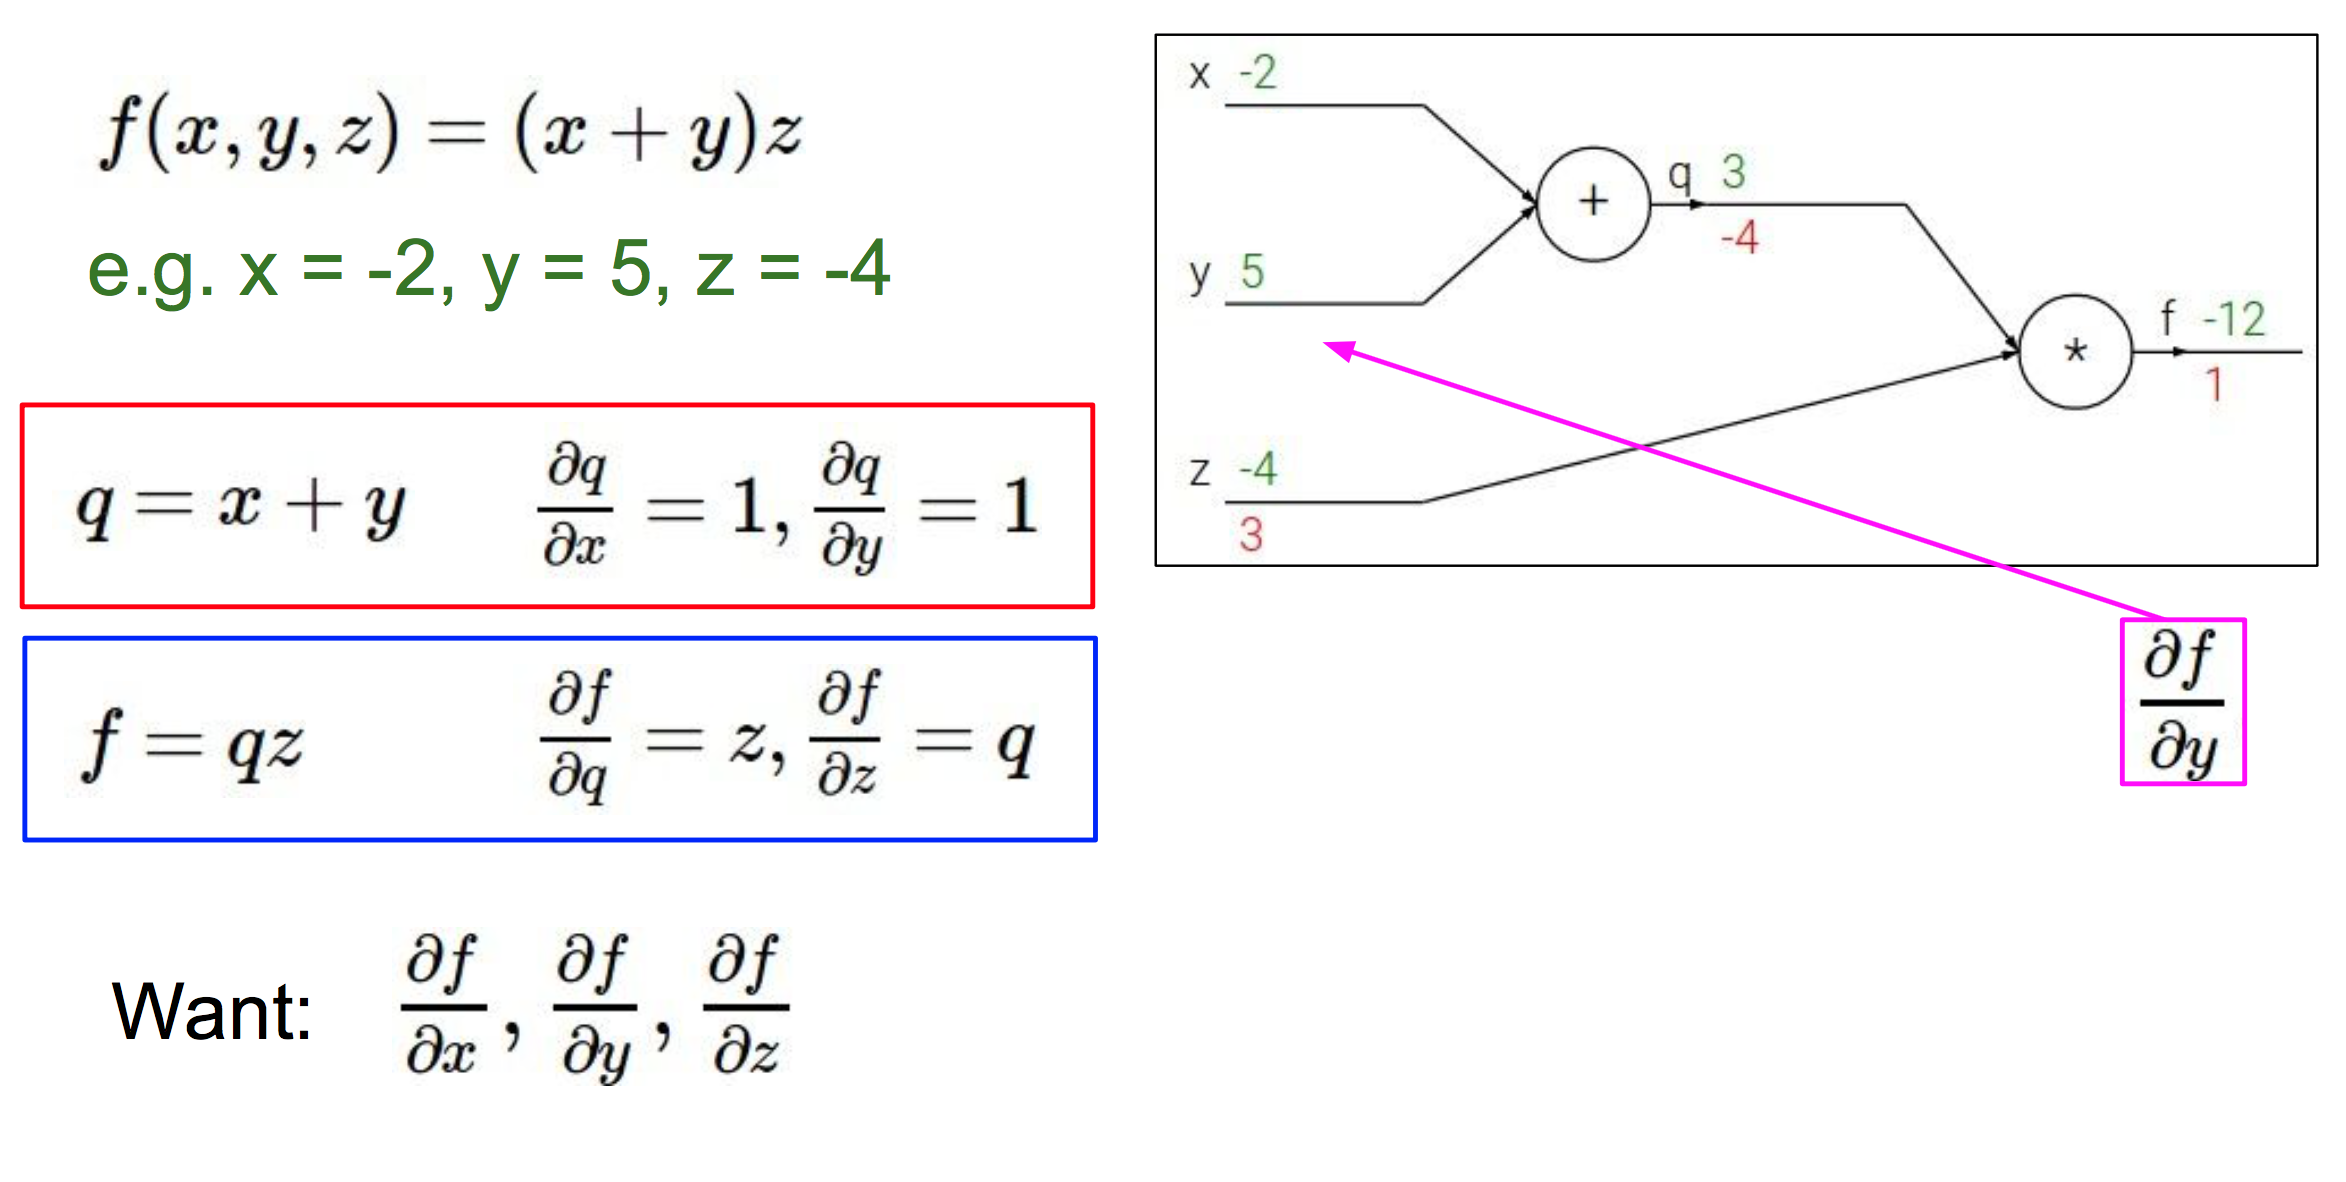 f(x, y, z) = (x + y)z
e.g. x = -2, y = 5, z = -4
q = x + y   ∂q/∂x = 1, ∂q/∂y = 1
f = qz   ∂f/∂q = z, ∂f/∂z = q
Want: ∂f/∂x, ∂f/∂y, ∂f/∂z
x -2
+
q 3
-4
y 5
*
f -12
1
z -4
3
∂f/∂y